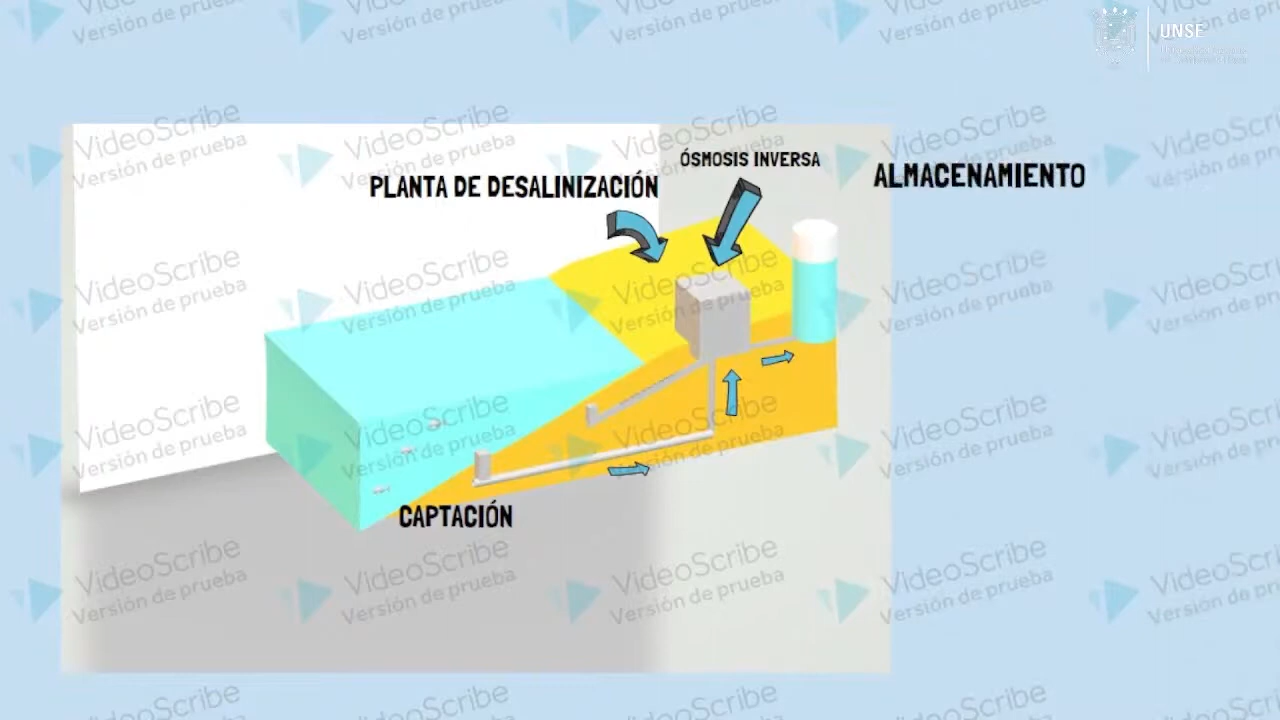 UNSE
ÓSMOSIS INVERSA
PLANTA DE DESALINIZACIÓN
ALMACENAMIENTO
CAPTACIÓN
VideoScribe
Versión de prueba